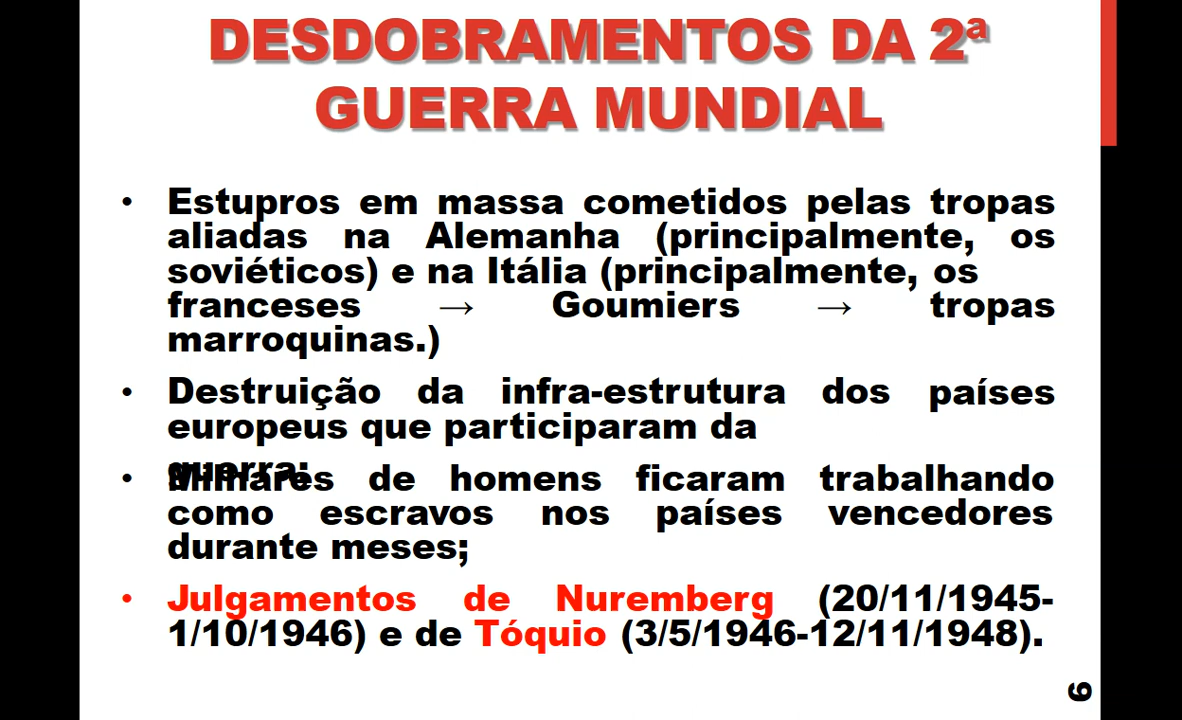 DESDOBRAMENTOS DA 2ª
GUERRA MUNDIAL
• Estupros em massa cometidos pelas tropas
aliadas na Alemanha (principalmente, os
soviéticos) e na Itália (principalmente, os
franceses → Goumiers → tropas
marroquinas.)
• Destruição da infra-estrutura dos países
europeus que participaram da
guerra;
• Milhares de homens ficaram trabalhando
como escravos nos países vencedores
durante meses;
• Julgamentos de Nuremberg (20/11/1945-
1/10/1946) e de Tóquio (3/5/1946-12/11/1948).
6